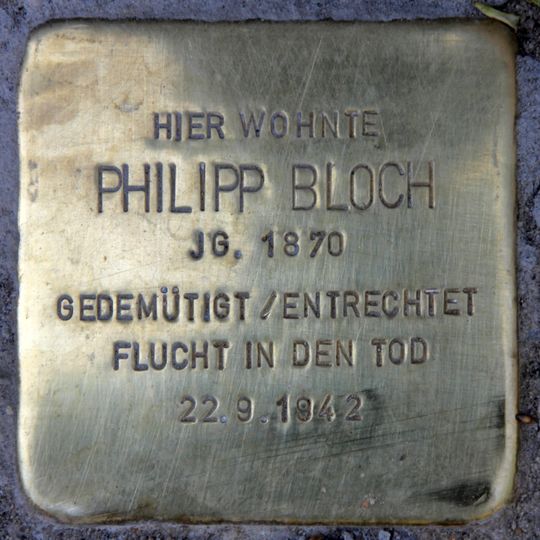 HIER WOHNTE
PHILIPP BLOCH
JG. 1870
GEDEMÜTIGT / ENTRECHTET
FLUCHT IN DEN TOD
22.9.1942